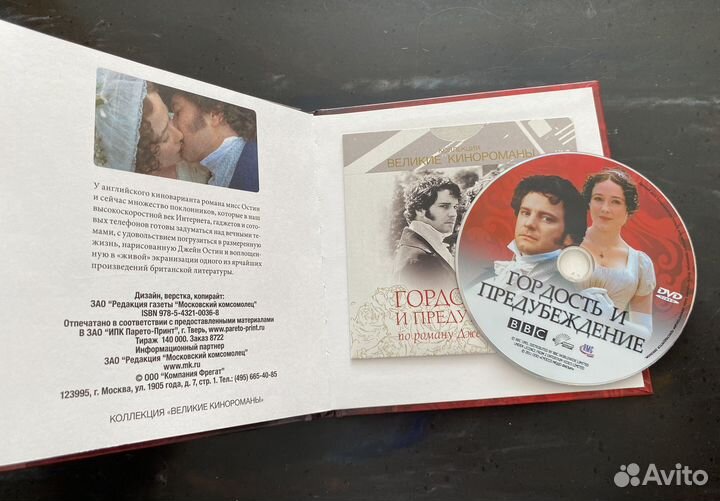 У английского киноварианта романа мисс Остин
и сейчас множество поклонников, которые в наш
высокоскоростной век Интернета, гаджетов и сото-
вых телефонов готовы задуматься над вечными те-
мами, с удовольствием погрузиться в размеренную
жизнь, нарисованную Джейн Остин и воплощен-
ную в «живой» экранизации одного из ярчайших
произведений британской литературы.
Дизайн, верстка, копирайт:
ЗАО "Редакция газеты "Московский комсомолец"
ISBN 978-5-4321-0036-8
Отпечатано в соответствии с предоставленными материалами
В ЗАО "ИПК Парето-Принт", г. Тверь, www.pareto-print.ru
Тираж 140 000. Заказ 8722
Информационный партнер
ЗАО "Редакция "Московский комсомолец"
www.mk.ru
© ООО "Компания Фрегат"
123995, г. Москва, ул. 1905 года, д. 7, стр. 1. Тел.: (495) 665-40-85
КОЛЛЕКЦИЯ «ВЕЛИКИЕ КИНОРОМАНЫ»
КОЛЛЕКЦИЯ
ВЕЛИКИЕ КИНОРОМАНЫ
ГОРДО
И ПРЕДУ
по роману Дже
ГОРДОСТЬ И
ПРЕДУБЕЖДЕНИЕ
DVD
BBC
Avito